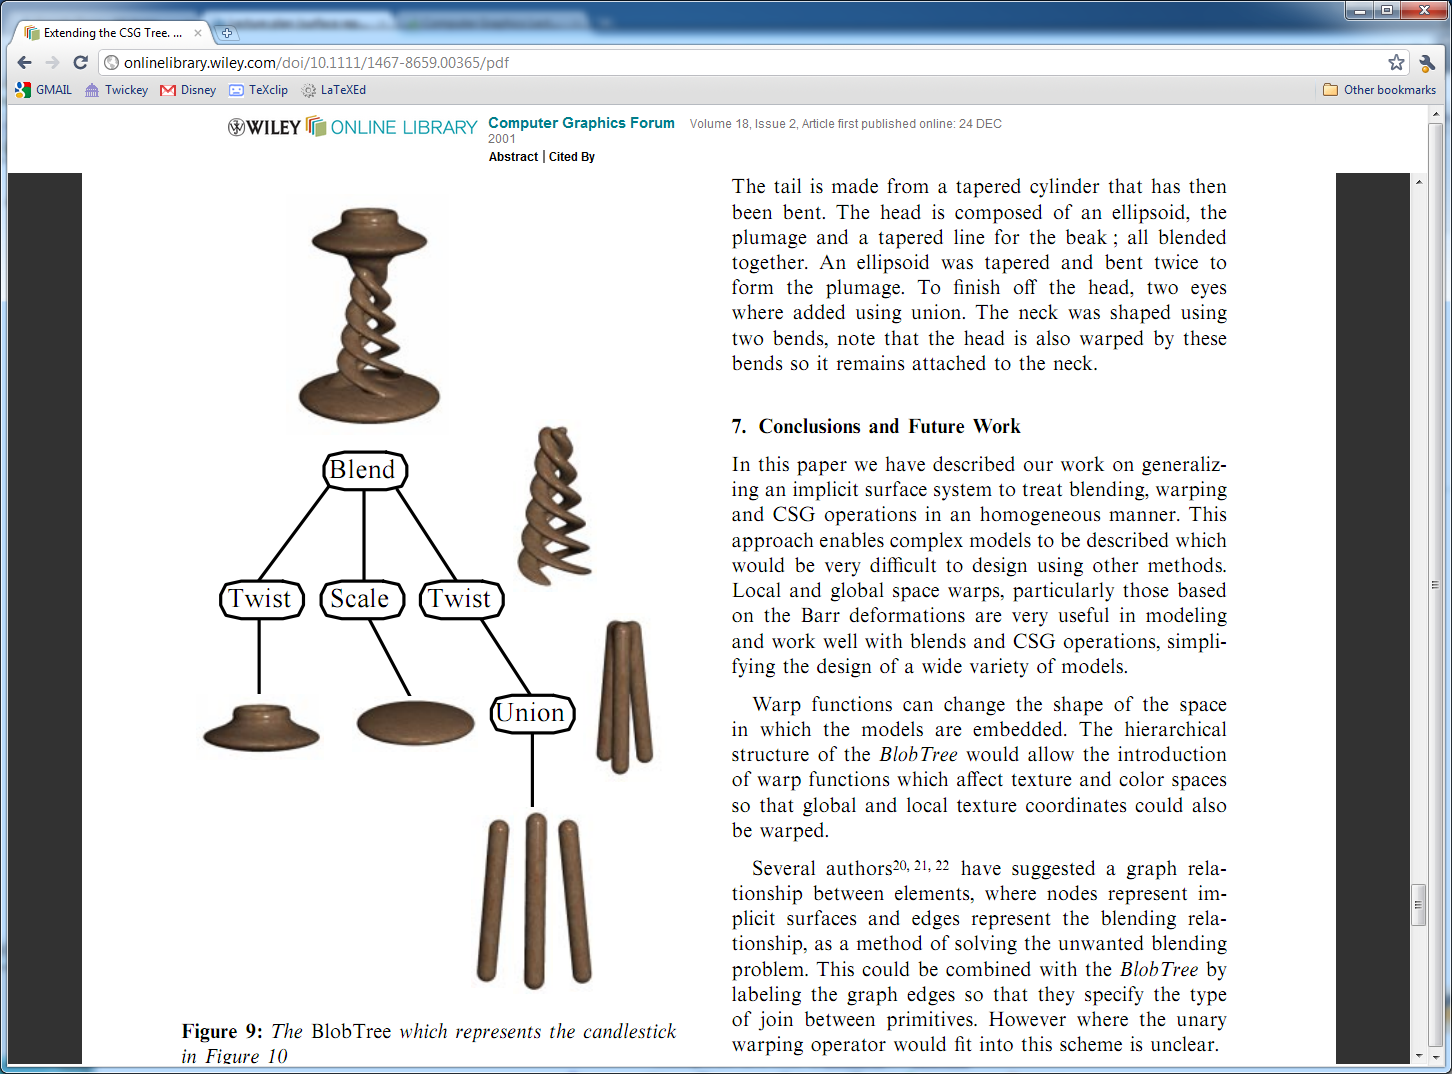 Extending the CSG Tree. ...
onlinelibrary.wiley.com/doi/10.1111/1467-8659.00365/pdf
GMAIL Twickey Disney TeXclip LaTeXEd Other bookmarks
WILEY ONLINE LIBRARY
Computer Graphics Forum Volume 18, Issue 2, Article first published online: 24 DEC
2001
Abstract | Cited By
Blend
Twist Scale Twist
Union
Figure 9: The BlobTree which represents the candlestick
in Figure 10
The tail is made from a tapered cylinder that has then
been bent. The head is composed of an ellipsoid, the
plumage and a tapered line for the beak ; all blended
together. An ellipsoid was tapered and bent twice to
form the plumage. To finish off the head, two eyes
where added using union. The neck was shaped using
two bends, note that the head is also warped by these
bends so it remains attached to the neck.
7. Conclusions and Future Work
In this paper we have described our work on generaliz-
ing an implicit surface system to treat blending, warping
and CSG operations in an homogeneous manner. This
approach enables complex models to be described which
would be very difficult to design using other methods.
Local and global space warps, particularly those based
on the Barr deformations are very useful in modeling
and work well with blends and CSG operations, simpli-
fying the design of a wide variety of models.
Warp functions can change the shape of the space
in which the models are embedded. The hierarchical
structure of the BlobTree would allow the introduction
of warp functions which affect texture and color spaces
so that global and local texture coordinates could also
be warped.
Several authors20, 21, 22 have suggested a graph rela-
tionship between elements, where nodes represent im-
plicit surfaces and edges represent the blending rela-
tionship, as a method of solving the unwanted blending
problem. This could be combined with the BlobTree by
labeling the graph edges so that they specify the type
of join between primitives. However where the unary
warping operator would fit into this scheme is unclear.